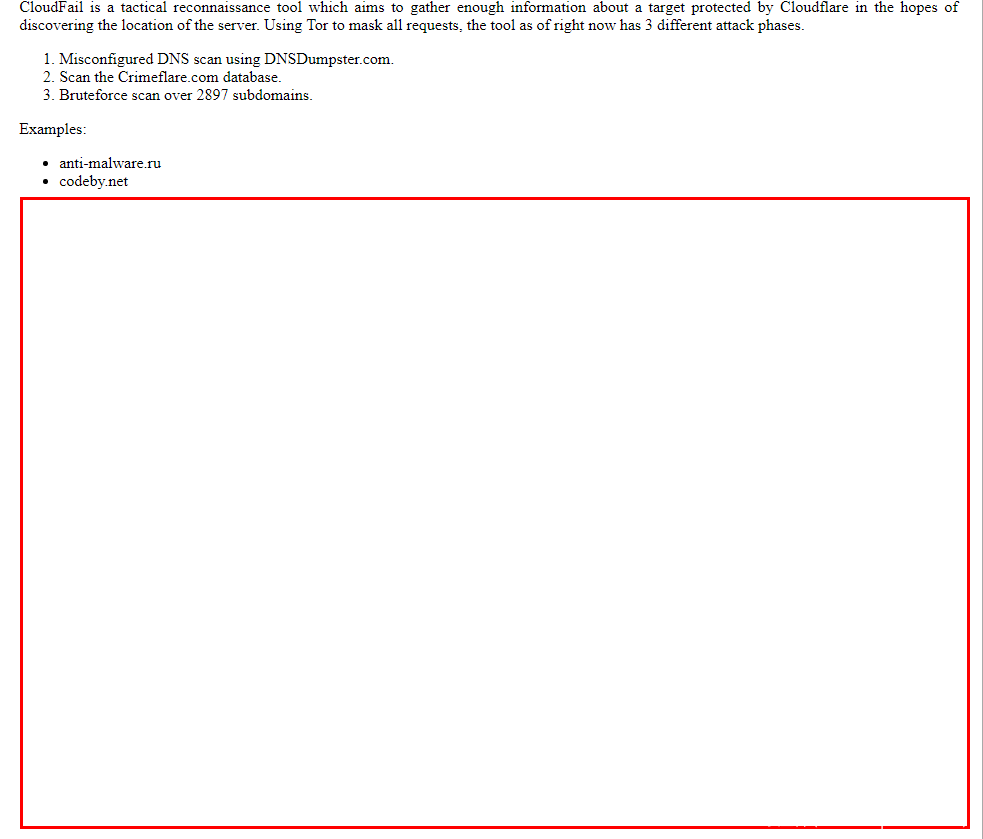 CloudFail is a tactical reconnaissance tool which aims to gather enough information about a target protected by Cloudflare in the hopes of
discovering the location of the server. Using Tor to mask all requests, the tool as of right now has 3 different attack phases.
1. Misconfigured DNS scan using DNSDumpster.com.
2. Scan the Crimeflare.com database.
3. Bruteforce scan over 2897 subdomains.
Examples:
• anti-malware.ru
• codeby.net